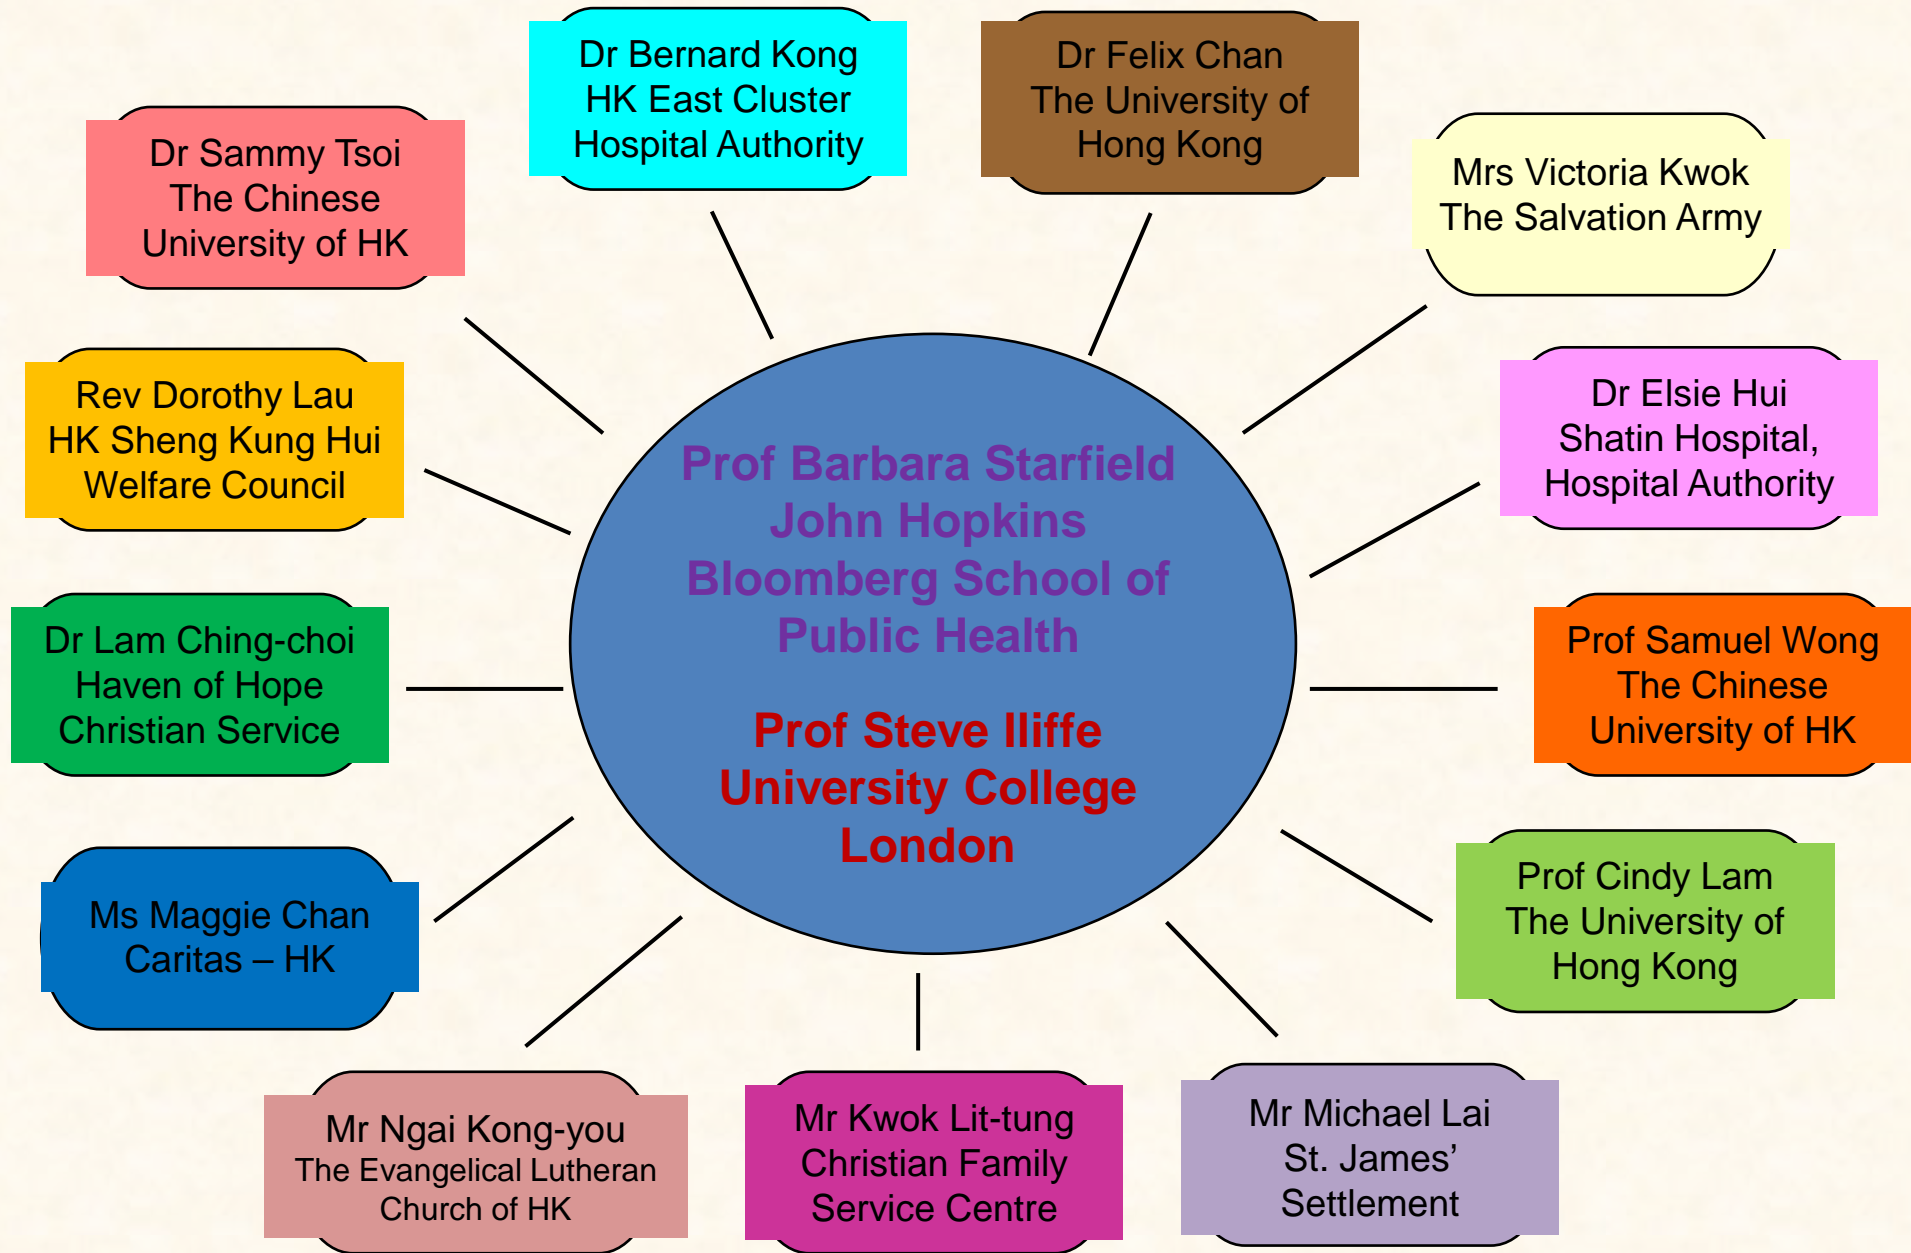 Dr Bernard Kong
HK East Cluster
Hospital Authority
Dr Felix Chan
The University of
Hong Kong
Dr Sammy Tsoi
The Chinese
University of HK
Mrs Victoria Kwok
The Salvation Army
Rev Dorothy Lau
HK Sheng Kung Hui
Welfare Council
Dr Elsie Hui
Shatin Hospital,
Hospital Authority
Prof Barbara Starfield
John Hopkins
Bloomberg School of
Public Health
Prof Steve Iliffe
University College
London
Dr Lam Ching-choi
Haven of Hope
Christian Service
Prof Samuel Wong
The Chinese
University of HK
Ms Maggie Chan
Caritas – HK
Prof Cindy Lam
The University of
Hong Kong
Mr Ngai Kong-you
The Evangelical Lutheran
Church of HK
Mr Kwok Lit-tung
Christian Family
Service Centre
Mr Michael Lai
St. James’
Settlement